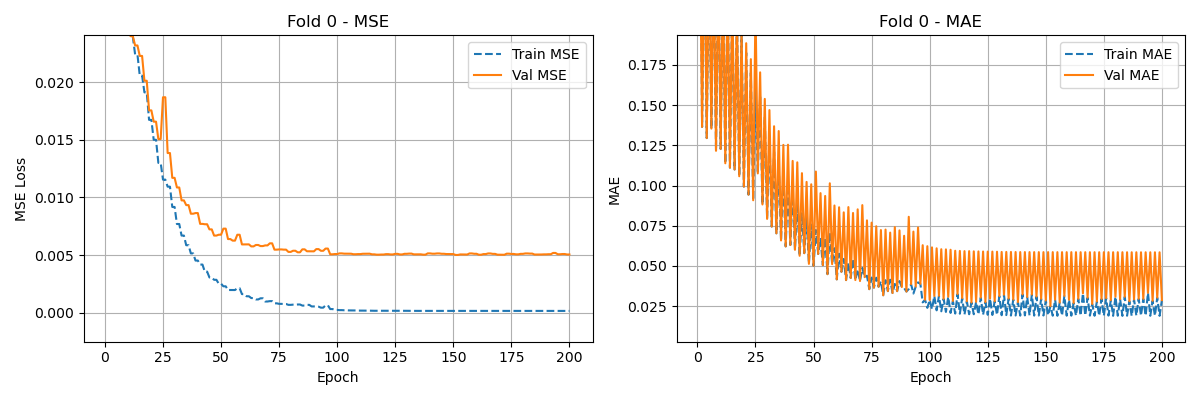 Fold 0 - MSE
MSE Loss
0.020
0.015
0.010
0.005
0.000
Train MSE
Val MSE
0 25 50 75 100 125 150 175 200
Epoch
Fold 0 - MAE
MAE
0.175
0.150
0.125
0.100
0.075
0.050
0.025
Train MAE
Val MAE
0 25 50 75 100 125 150 175 200
Epoch